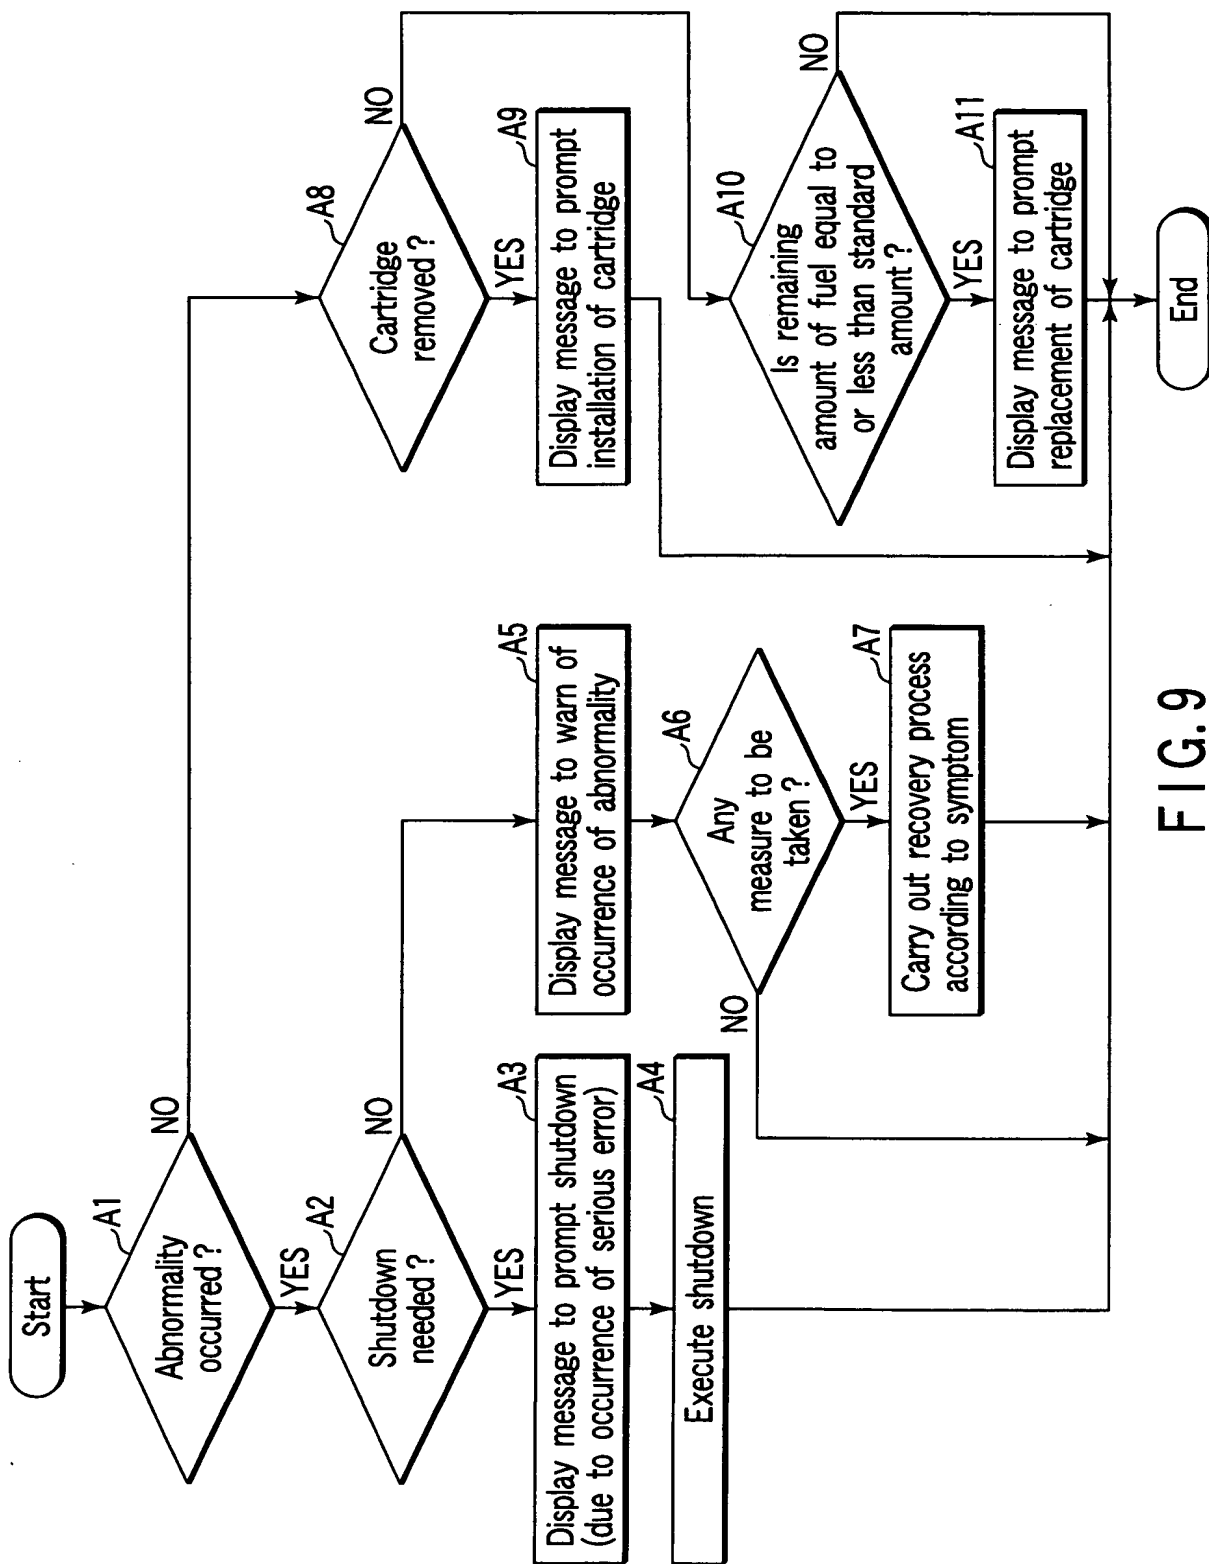 Start
A1
Abnormality
occurred ?
NO
YES
A2
Shutdown
needed ?
NO
YES
A3
Display message to prompt shutdown
(due to occurrence of serious error)
A4
Execute shutdown
A5
Display message to warn of
occurrence of abnormality
A6
Any
measure to be
taken ?
NO
YES
A7
Carry out recovery process
according to symptom
A8
Cartridge
removed ?
NO
YES
A9
Display message to prompt
installation of cartridge
A10
Is remaining
amount of fuel equal to
or less than standard
amount ?
NO
YES
A11
Display message to prompt
replacement of cartridge
End
FIG. 9